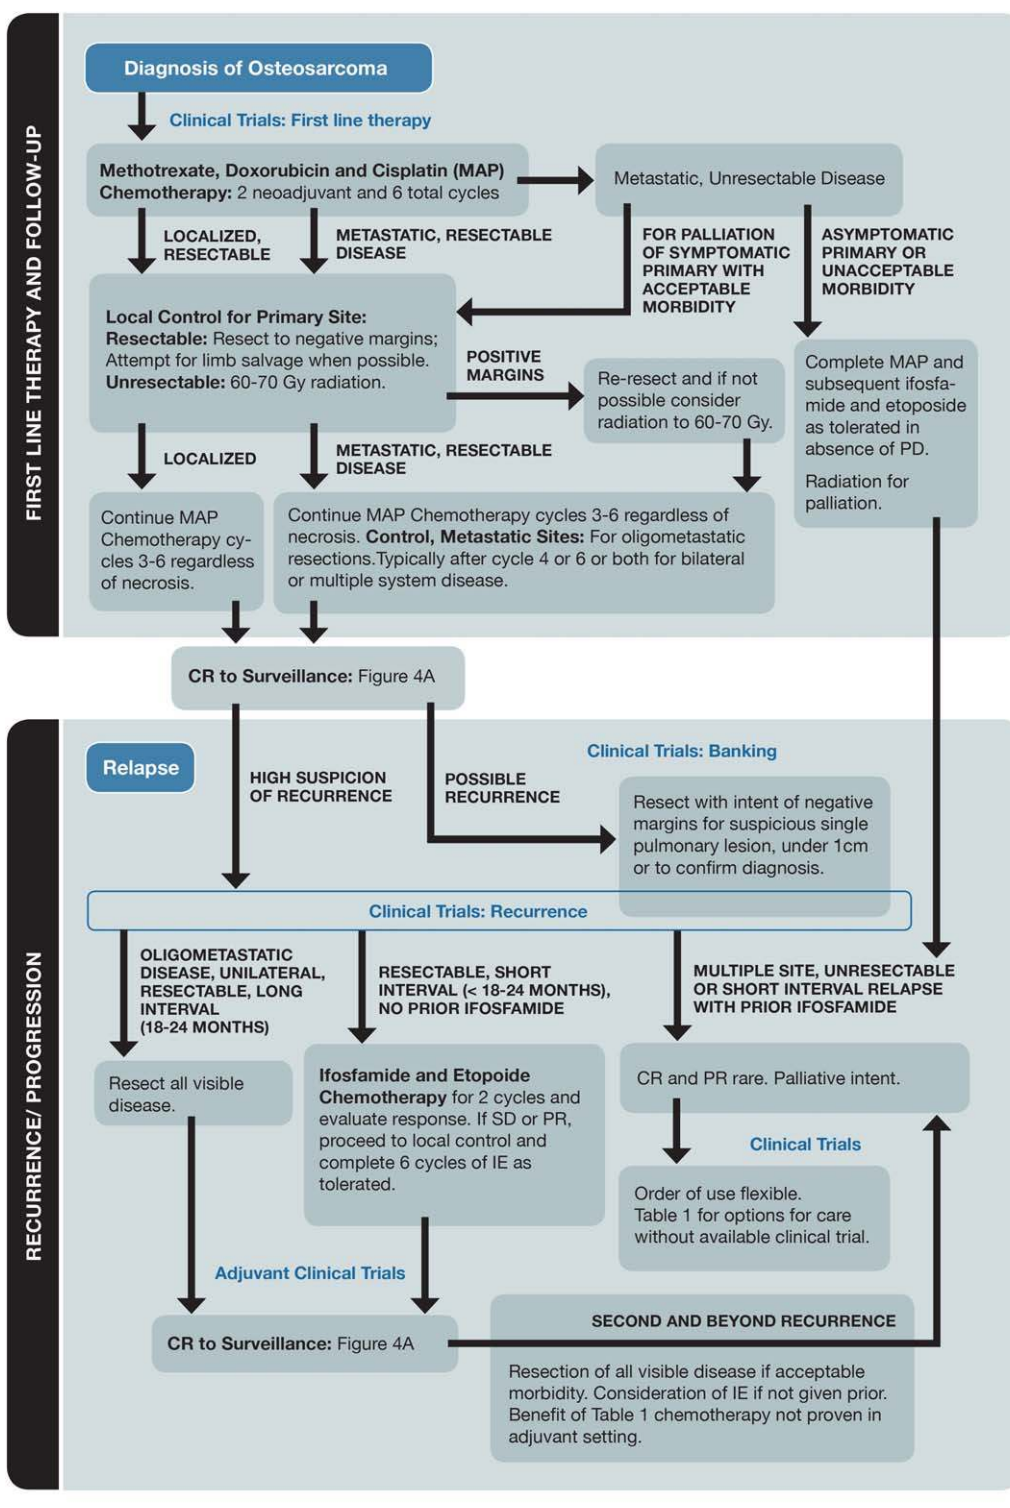 FIRST LINE THERAPY AND FOLLOW-UP
Diagnosis of Osteosarcoma
Clinical Trials: First line therapy
Methotrexate, Doxorubicin and Cisplatin (MAP)
Chemotherapy: 2 neoadjuvant and 6 total cycles
Metastatic, Unresectable Disease
LOCALIZED,
RESECTABLE
METASTATIC, RESECTABLE
DISEASE
FOR PALLIATION
OF SYMPTOMATIC
PRIMARY WITH
ACCEPTABLE
MORBIDITY
ASYMPTOMATIC
PRIMARY OR
UNACCEPTABLE
MORBIDITY
Local Control for Primary Site:
Resectable: Resect to negative margins;
Attempt for limb salvage when possible.
Unresectable: 60-70 Gy radiation.
POSITIVE
MARGINS
Re-resect and if not
possible consider
radiation to 60-70 Gy.
Complete MAP and
subsequent ifosfa-
mide and etoposide
as tolerated in
absence of PD.
Radiation for
palliation.
LOCALIZED
METASTATIC, RESECTABLE
DISEASE
Continue MAP
Chemotherapy cy-
cles 3-6 regardless
of necrosis.
Continue MAP Chemotherapy cycles 3-6 regardless of
necrosis. Control, Metastatic Sites: For oligometastatic
resections.Typically after cycle 4 or 6 or both for bilateral
or multiple system disease.
CR to Surveillance: Figure 4A
RECURRENCE/ PROGRESSION
Relapse
HIGH SUSPICION
OF RECURRENCE
POSSIBLE
RECURRENCE
Clinical Trials: Banking
Resect with intent of negative
margins for suspicious single
pulmonary lesion, under 1cm
or to confirm diagnosis.
Clinical Trials: Recurrence
OLIGOMETASTATIC
DISEASE, UNILATERAL,
RESECTABLE, LONG
INTERVAL
(18-24 MONTHS)
RESECTABLE, SHORT
INTERVAL (< 18-24 MONTHS),
NO PRIOR IFOSFAMIDE
MULTIPLE SITE, UNRESECTABLE
OR SHORT INTERVAL RELAPSE
WITH PRIOR IFOSFAMIDE
Resect all visible
disease.
Ifosfamide and Etopoide
Chemotherapy for 2 cycles and
evaluate response. If SD or PR,
proceed to local control and
complete 6 cycles of IE as
tolerated.
CR and PR rare. Palliative intent.
Clinical Trials
Order of use flexible.
Table 1 for options for care
without available clinical trial.
Adjuvant Clinical Trials
CR to Surveillance: Figure 4A
SECOND AND BEYOND RECURRENCE
Resection of all visible disease if acceptable
morbidity. Consideration of IE if not given prior.
Benefit of Table 1 chemotherapy not proven in
adjuvant setting.